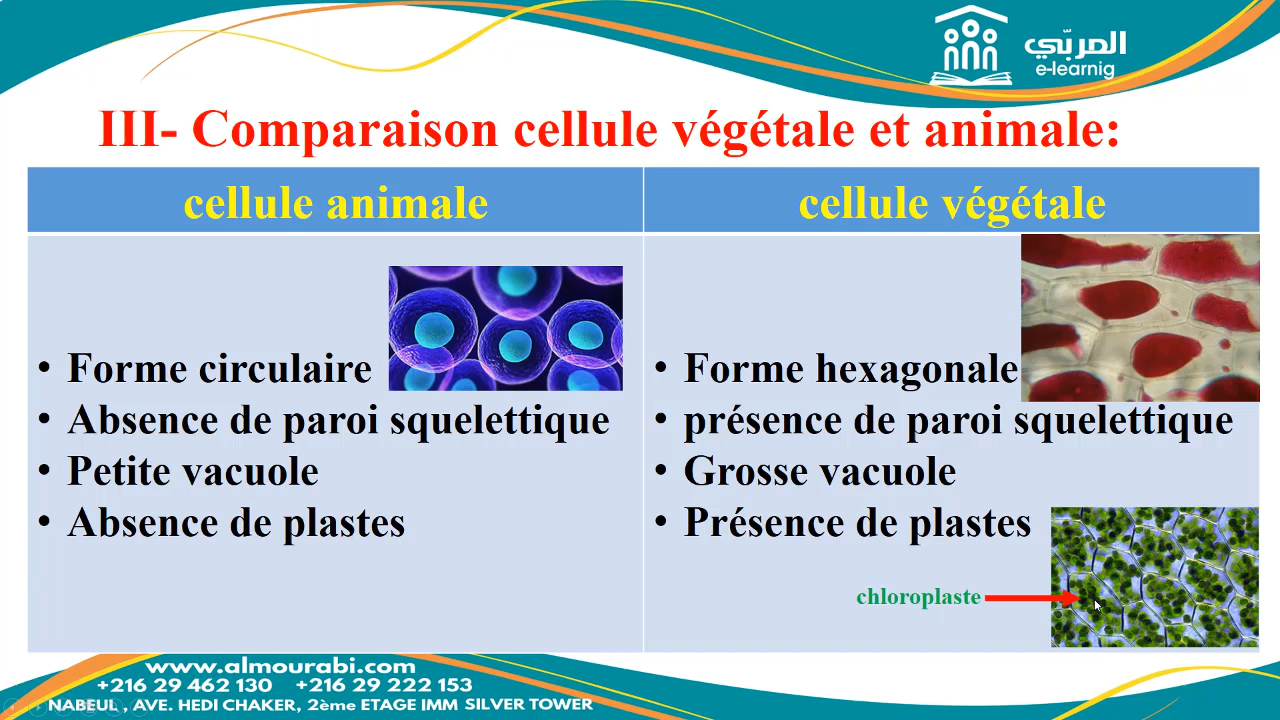 المربّي
e-learnig
III- Comparaison cellule végétale et animale:
cellule animale
cellule végétale
• Forme circulaire
• Absence de paroi squelettique
• Petite vacuole
• Absence de plastes
• Forme hexagonale
• présence de paroi squelettique
• Grosse vacuole
• Présence de plastes
chloroplaste
www.almourabi.com
+216 29 462 130 +216 29 222 153
NABEUL , AVE. HEDI CHAKER, 2ème ETAGE IMM SILVER TOWER